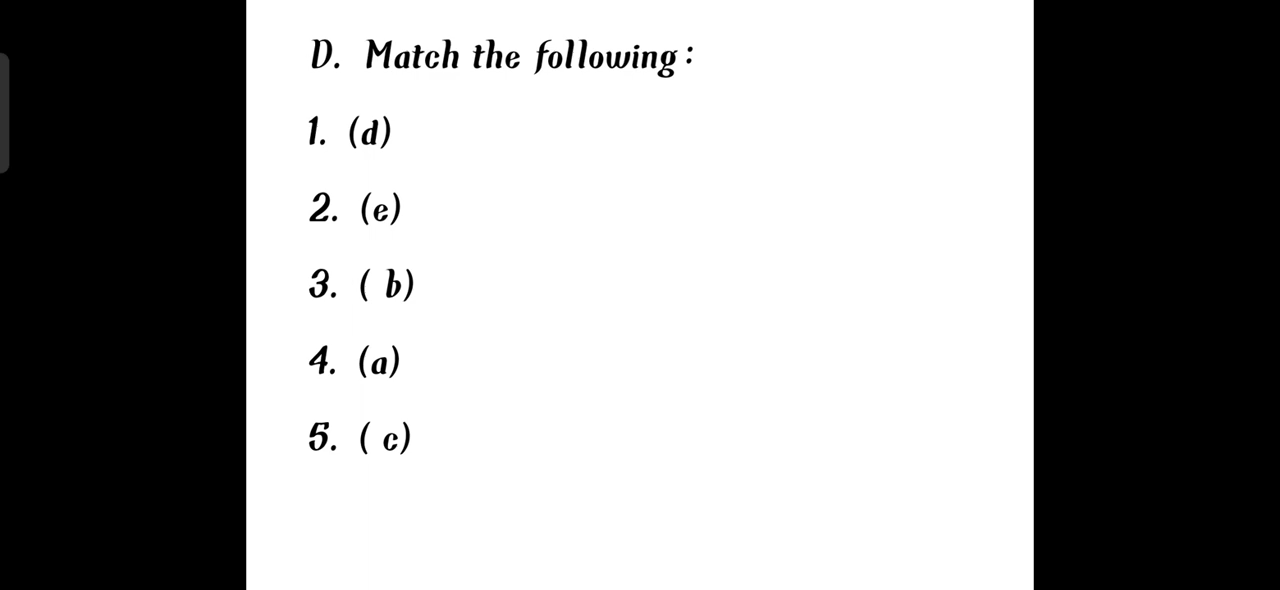 D. Match the following:
1. (d)
2. (e)
3. ( b)
4. (a)
5. ( c)